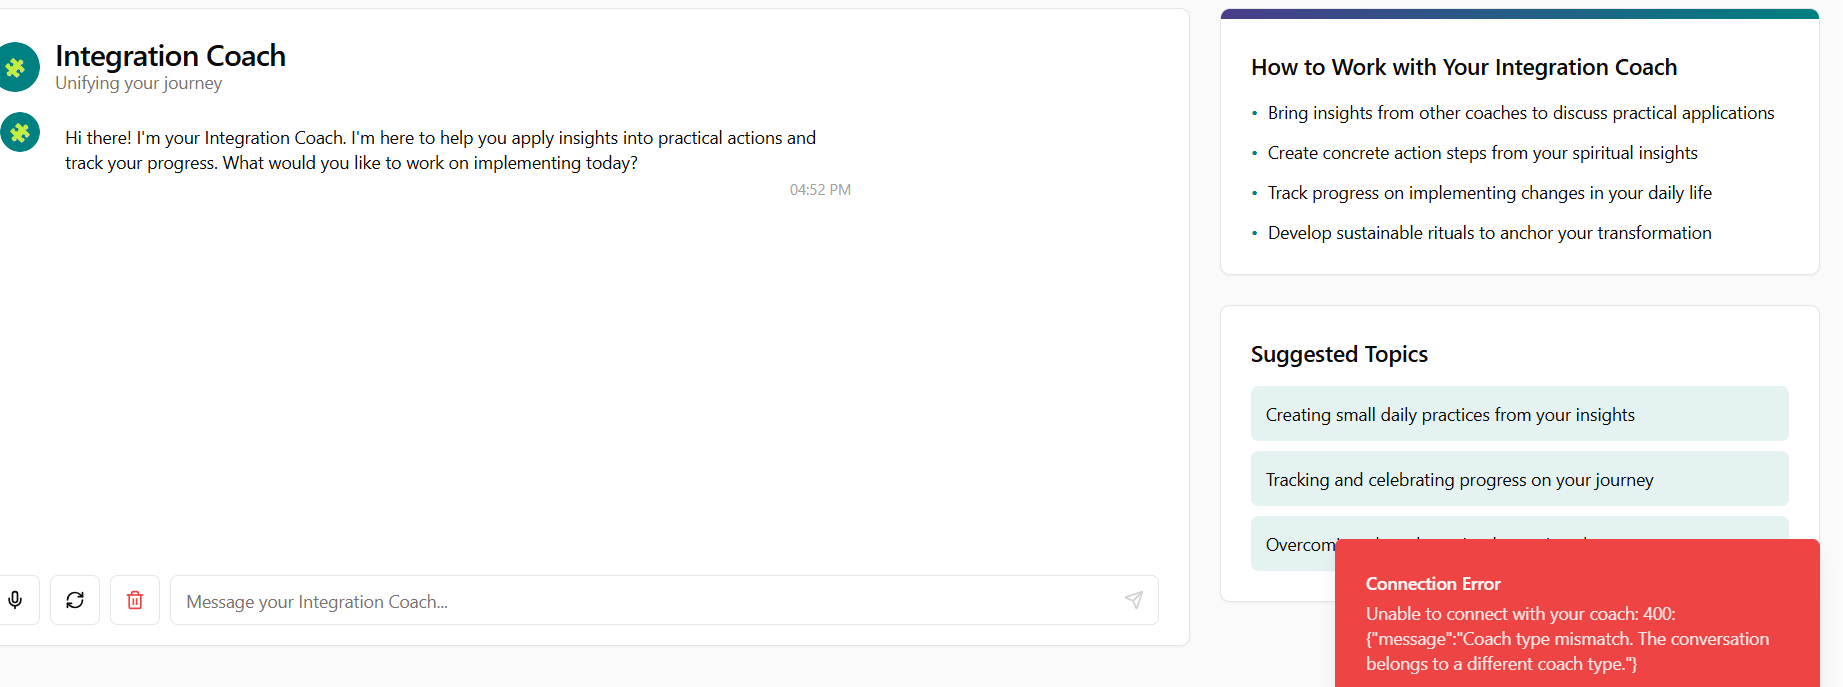 Integration Coach
Unifying your journey
Hi there! I'm your Integration Coach. I'm here to help you apply insights into practical actions and
track your progress. What would you like to work on implementing today?
04:52 PM
Message your Integration Coach...
How to Work with Your Integration Coach
• Bring insights from other coaches to discuss practical applications
• Create concrete action steps from your spiritual insights
• Track progress on implementing changes in your daily life
• Develop sustainable rituals to anchor your transformation
Suggested Topics
Creating small daily practices from your insights
Tracking and celebrating progress on your journey
Connection Error
Unable to connect with your coach: 400:
{"message":"Coach type mismatch. The conversation
belongs to a different coach type."}